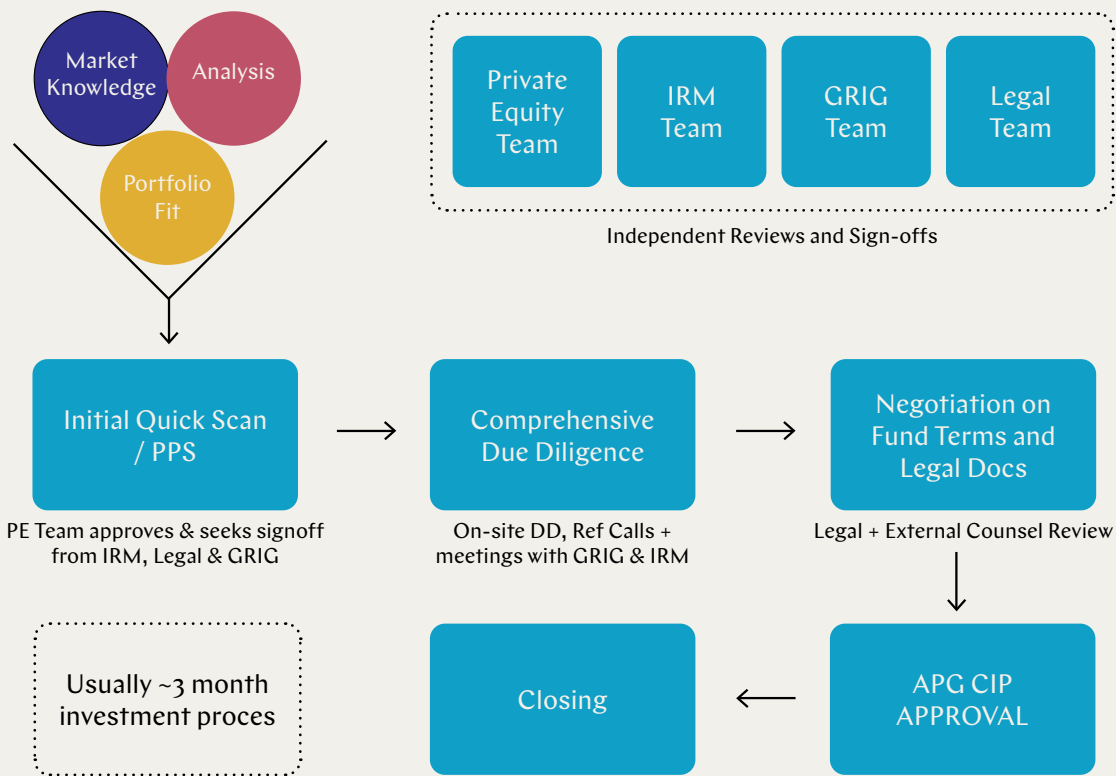 Market
Knowledge
Analysis
Portfolio
Fit
Private
Equity
Team
IRM
Team
GRIG
Team
Legal
Team
Independent Reviews and Sign-offs
Initial Quick Scan
/ PPS
PE Team approves & seeks signoff
from IRM, Legal & GRIG
Comprehensive
Due Diligence
On-site DD, Ref Calls +
meetings with GRIG & IRM
Negotiation on
Fund Terms and
Legal Docs
Legal + External Counsel Review
APG CIP
APPROVAL
Closing
Usually ~3 month
investment proces